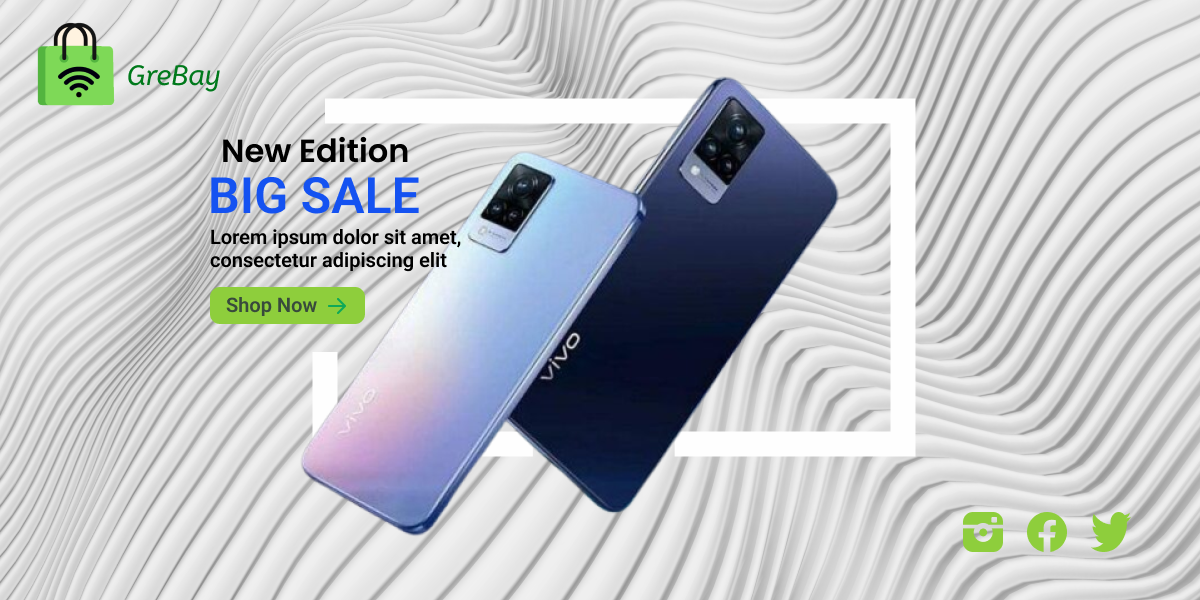 GreBay
New Edition
BIG SALE
Lorem ipsum dolor sit amet,
consectetur adipiscing elit
Shop Now
vivo
vivo